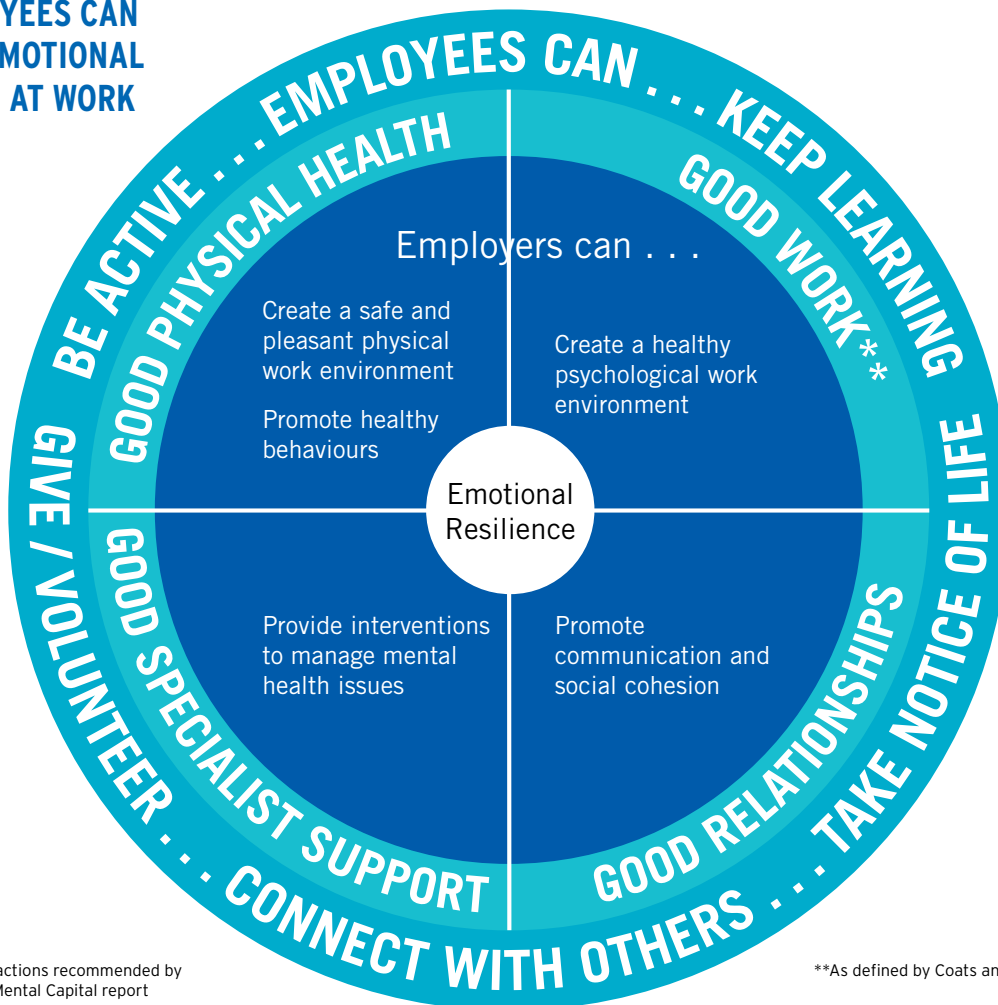 YEES CAN
MOTIONAL
AT WORK
EMPLOYEES CAN . . . KEEP LEARNING
TAKE NOTICE OF LIFE
CONNECT WITH OTHERS . . .
GIVE / VOLUNTEER . . .
BE ACTIVE . . .
GOOD PHYSICAL HEALTH
GOOD WORK**
GOOD RELATIONSHIPS
GOOD SPECIALIST SUPPORT
Employers can . . .
Create a safe and
pleasant physical
work environment
Promote healthy
behaviours
Create a healthy
psychological work
environment
Emotional
Resilience
Provide interventions
to manage mental
health issues
Promote
communication and
social cohesion
actions recommended by
Mental Capital report
**As defined by Coats an